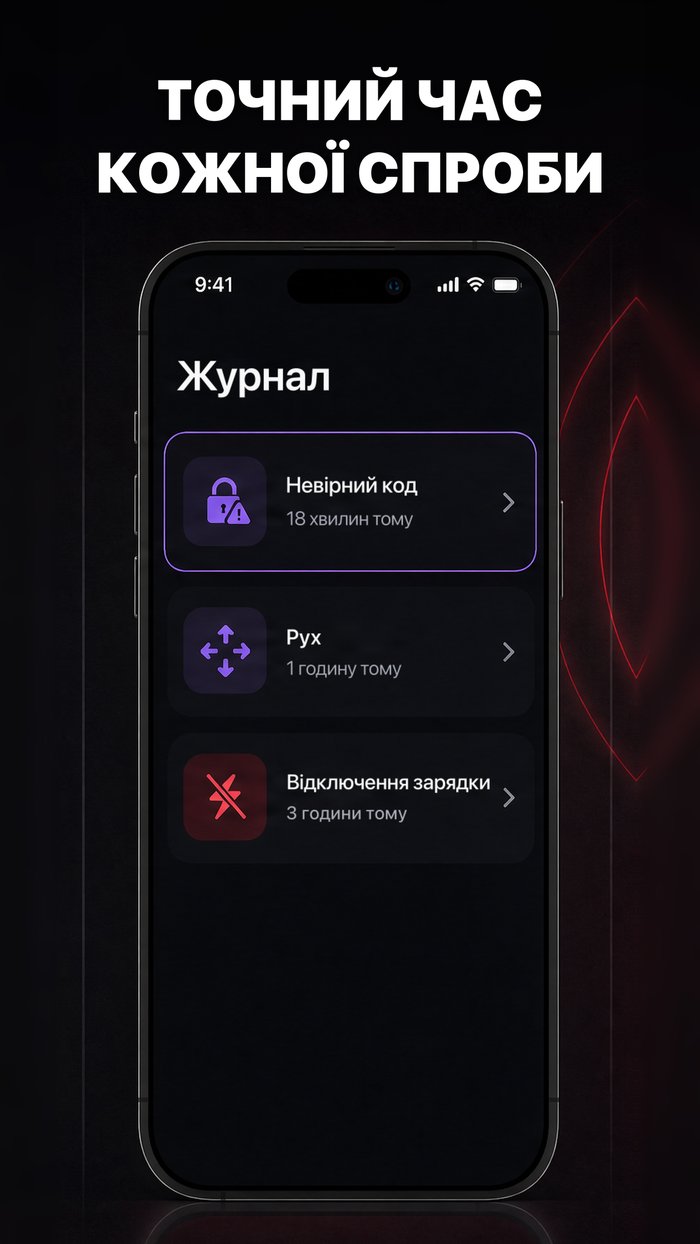 ТОЧНИЙ ЧАС
КОЖНОЇ СПРОБИ
9:41
Журнал
Невірний код
18 хвилин тому
Рух
1 годину тому
Відключення зарядки
3 години тому